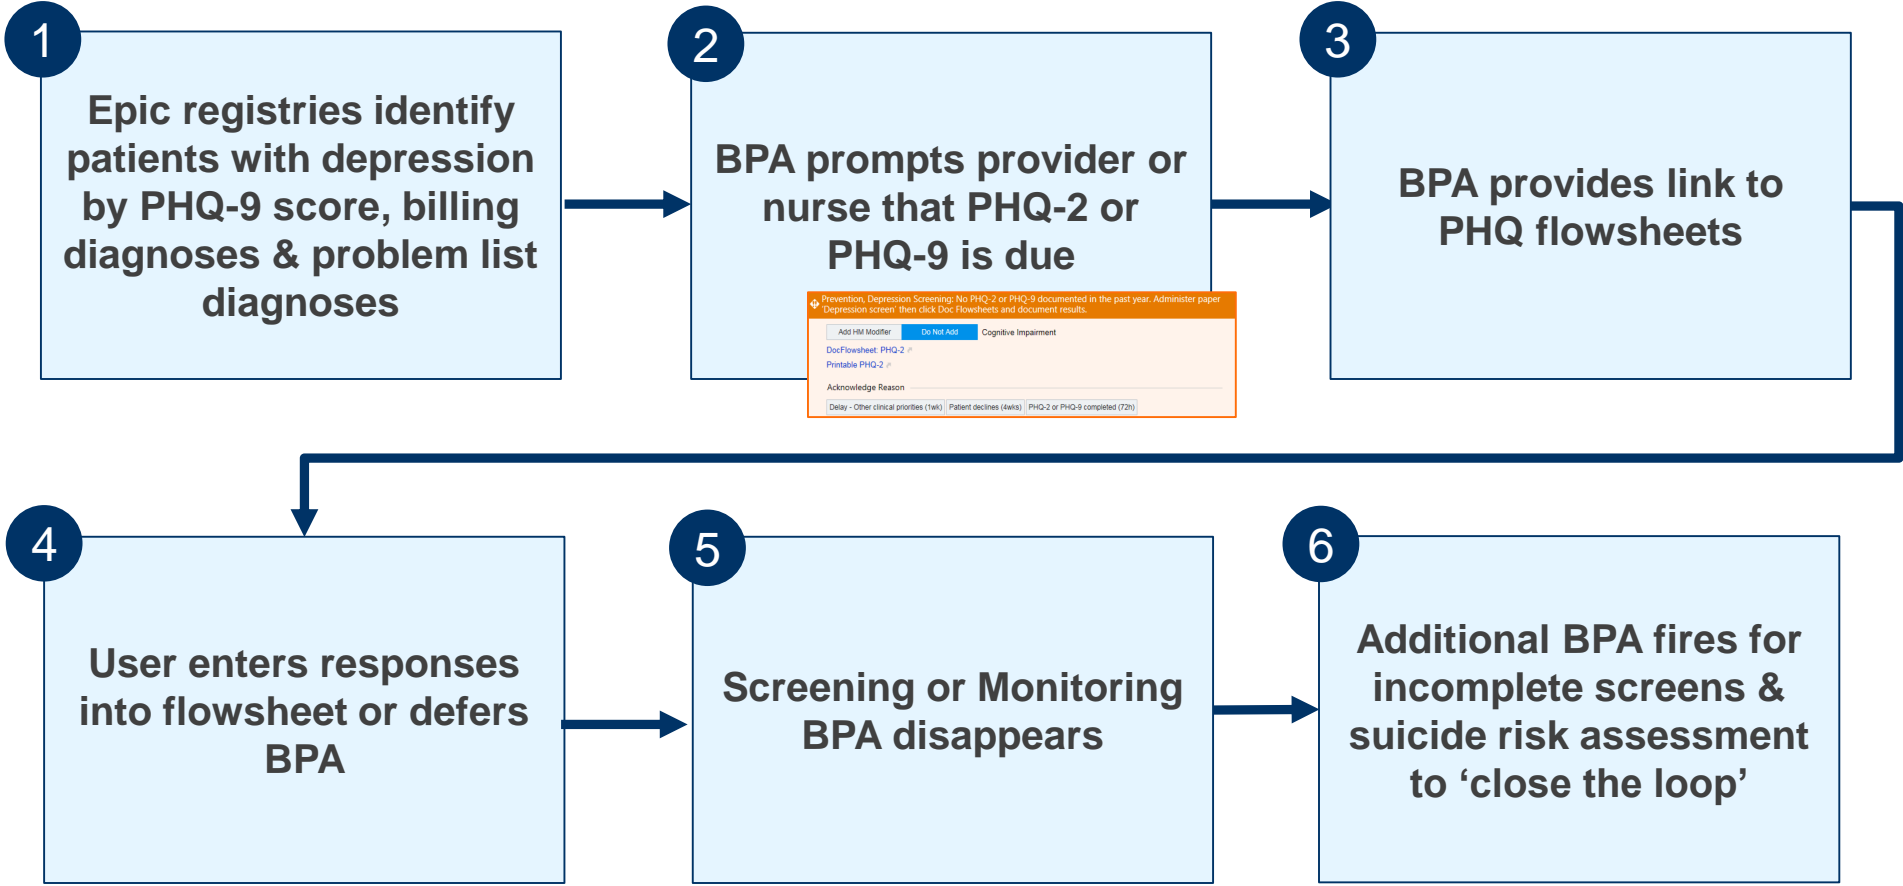 1
Epic registries identify
patients with depression
by PHQ-9 score, billing
diagnoses & problem list
diagnoses
2
BPA prompts provider or
nurse that PHQ-2 or
PHQ-9 is due
Prevention, Depression Screening: No PHQ-2 or PHQ-9 documented in the past year. Administer paper
'Depression screen' then click Doc Flowsheets and document results.
Add HM Modifier Do Not Add Cognitive Impairment
DocFlowsheet: PHQ-2
Printable PHQ-2
Acknowledge Reason
Delay - Other clinical priorities (1wk) Patient declines (4wks) PHQ-2 or PHQ-9 completed (72h)
3
BPA provides link to
PHQ flowsheets
4
User enters responses
into flowsheet or defers
BPA
5
Screening or Monitoring
BPA disappears
6
Additional BPA fires for
incomplete screens &
suicide risk assessment
to ‘close the loop’